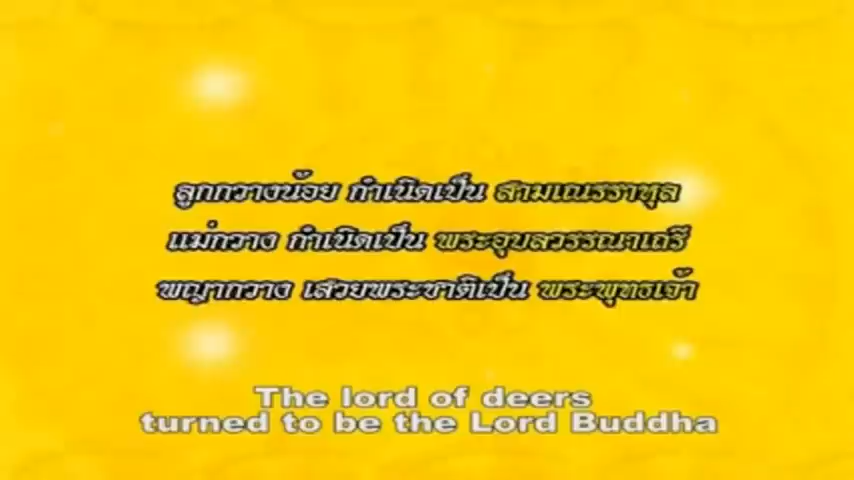 ลูกกวางน้อย กำเนิดเป็น สามเณรราหุล
แม่กวาง กำเนิดเป็น พระอุบลวรรณาเถรี
พญากวาง เสวยพระชาติเป็น พระพุทธเจ้า
The lord of deers
turned to be the Lord Buddha